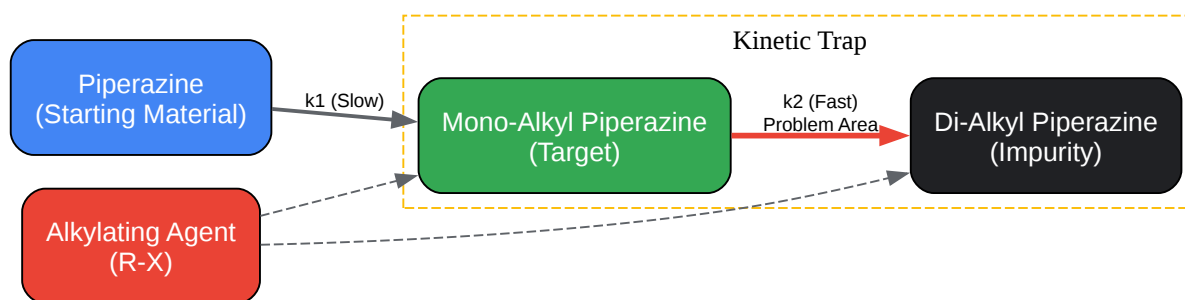 Kinetic Trap
Piperazine
(Starting Material)
k1 (Slow)
Mono-Alkyl Piperazine
(Target)
k2 (Fast)
Problem Area
Di-Alkyl Piperazine
(Impurity)
Alkylating Agent
(R-X)